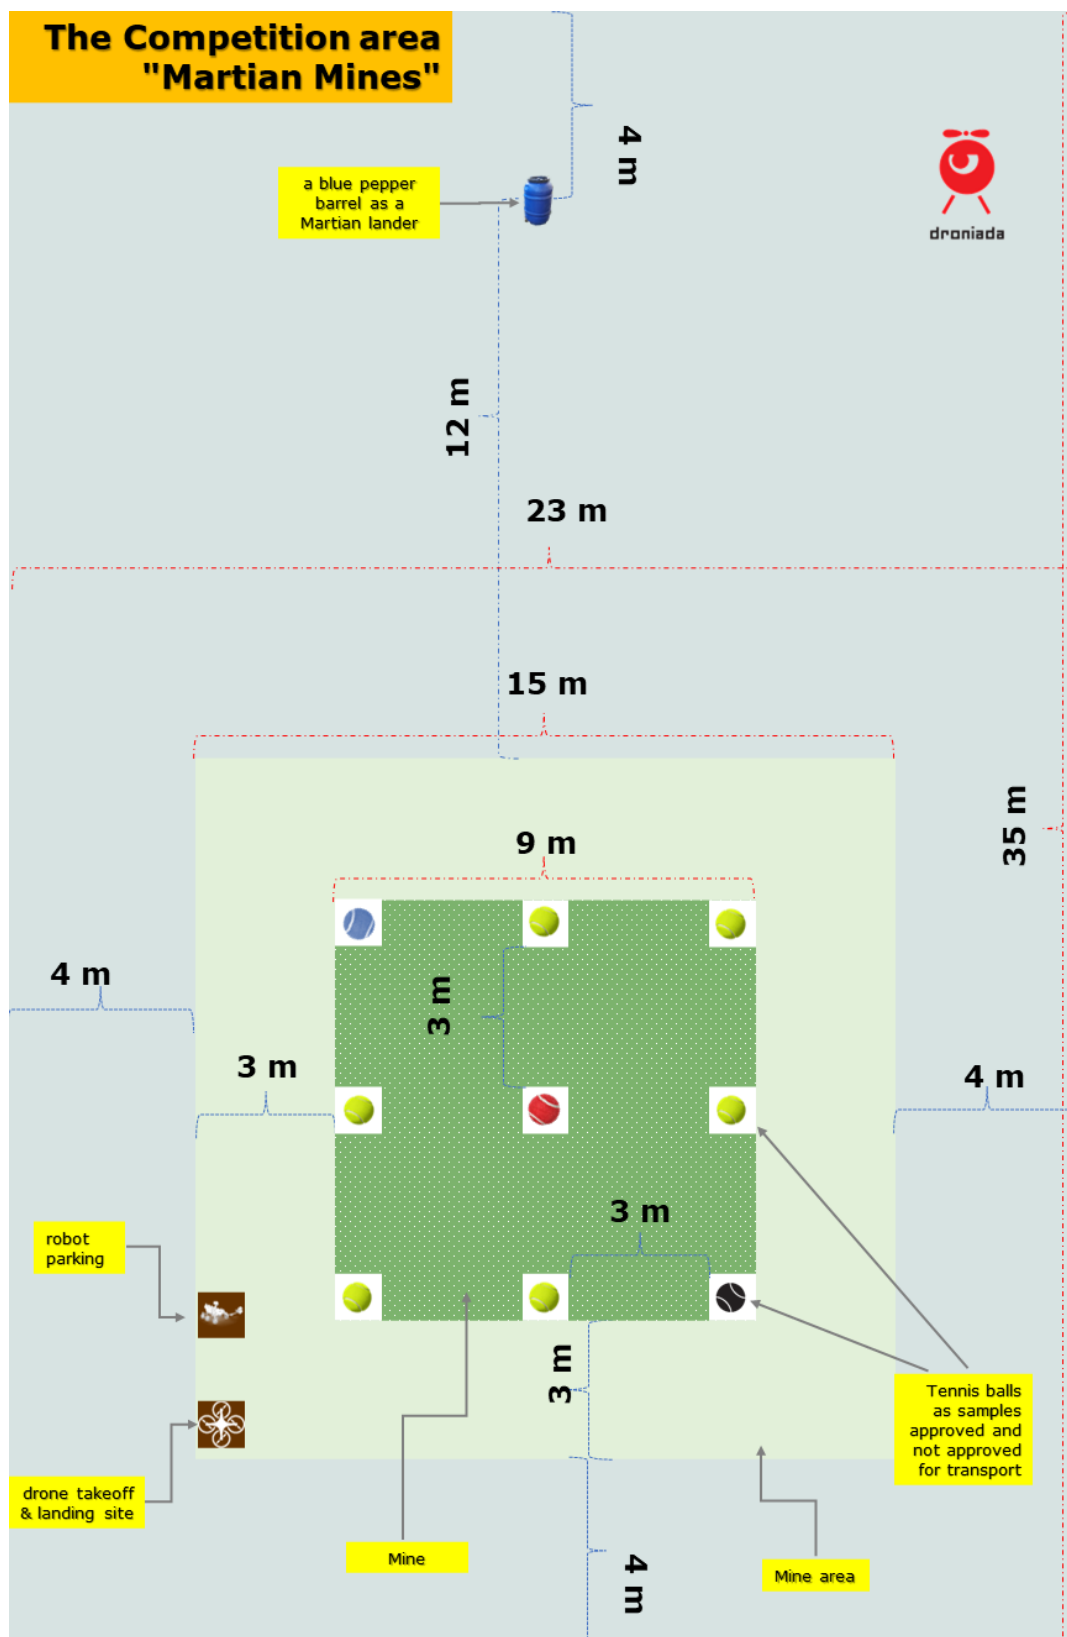 The Competition area
"Martian Mines"
4 m
a blue pepper
barrel as a
Martian lander
droniada
12 m
23 m
15 m
35 m
9 m
4 m
3 m
3 m
4 m
3 m
robot
parking
3 m
Tennis balls
as samples
approved and
not approved
for transport
drone takeoff
& landing site
Mine
4 m
Mine area